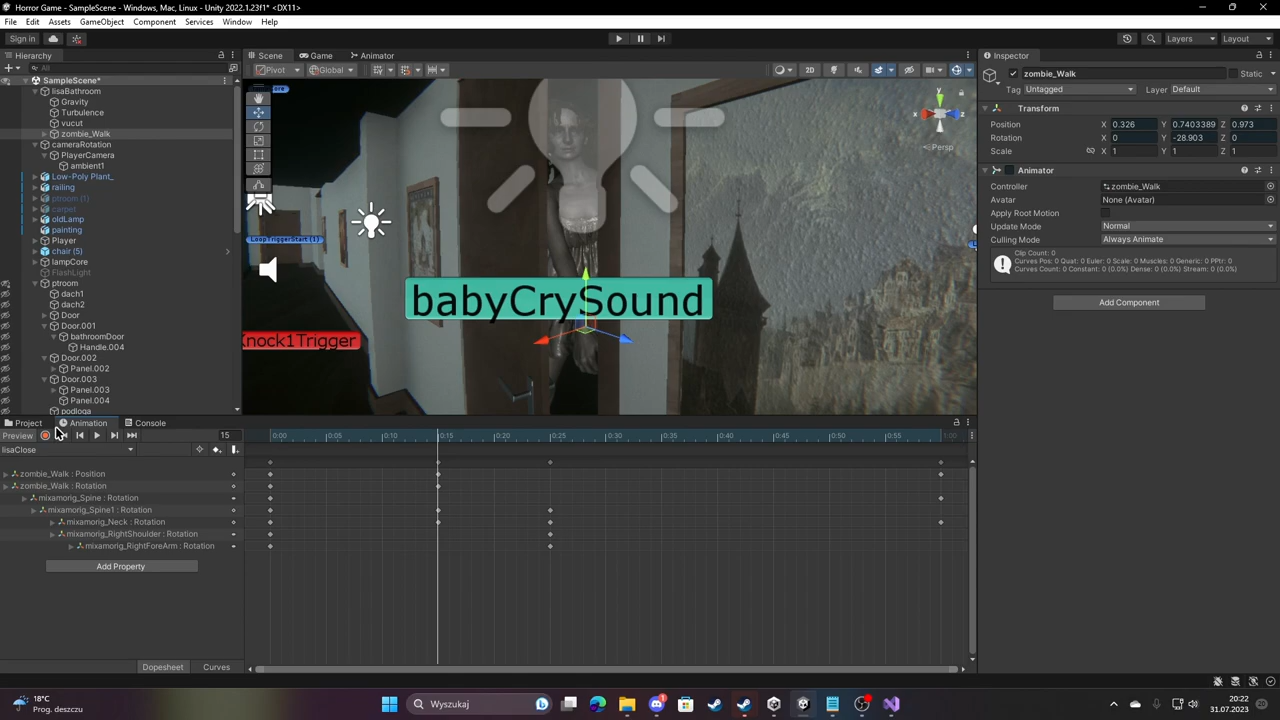 Horror Game - SampleScene - Windows, Mac, Linux - Unity 2022.1.23f1* <DX11>
File Edit Assets GameObject Component Services Window Help
Sign in
Layers
Layout
Hierarchy
All
SampleScene*
lisaBathroom
Gravity
Turbulence
vucut
zombie_Walk
cameraRotation
PlayerCamera
ambient1
Low-Poly Plant_
railing
ptroom (1)
carpet
oldLamp
painting
Player
chair (5)
lampCore
FlashLight
ptroom
dach1
dach2
Door
Door.001
bathroomDoor
Handle.004
Door.002
Panel.002
Door.003
Panel.003
Panel.004
podloga
Scene Game Animator
Pivot Global
2D
y
x
z
Persp
LoopTriggerStart (1)
babyCrySound
Knock1Trigger
Inspector
zombie_Walk
Static
Tag Untagged Layer Default
Transform
Position X 0.326 Y 0.7403389 Z 0.973
Rotation X 0 Y -28.903 Z 0
Scale X 1 Y 1 Z 1
Animator
Controller zombie_Walk
Avatar None (Avatar)
Apply Root Motion
Update Mode Normal
Culling Mode Always Animate
Clip Count: 0
Curves Pos: 0 Quat: 0 Euler: 0 Scale: 0 Muscles: 0 Generic: 0 PPtr: 0
Curves Count: 0 Constant: 0 (0.0%) Dense: 0 (0.0%) Stream: 0 (0.0%)
Add Component
Project Animation Console
Preview 15
0:00 0:05 0:10 0:15 0:20 0:25 0:30 0:35 0:40 0:45 0:50 0:55 1:00
lisaClose
zombie_Walk : Position
zombie_Walk : Rotation
mixamorig_Spine : Rotation
mixamorig_Spine1 : Rotation
mixamorig_Neck : Rotation
mixamorig_RightShoulder : Rotation
mixamorig_RightForeArm : Rotation
Add Property
Dopesheet Curves
18°C
Prog. deszczu
Wyszukaj
20:22
31.07.2023